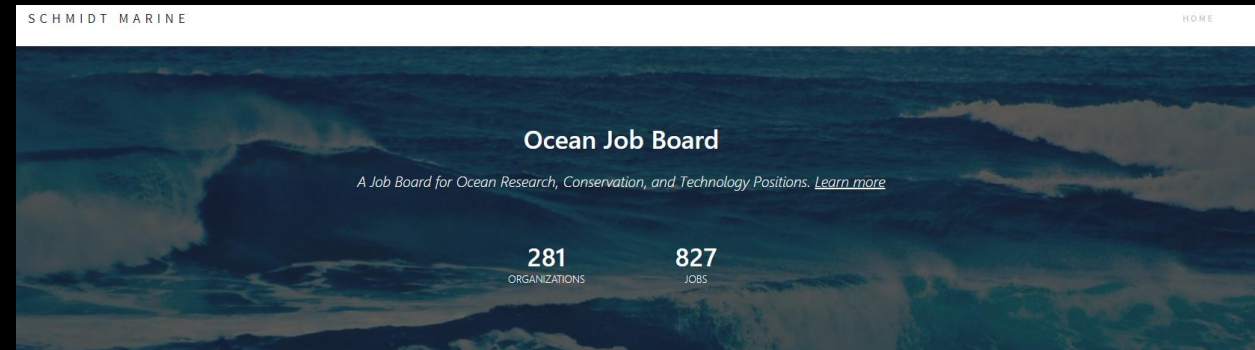 SCHMIDT MARINE
HOME
Ocean Job Board
A Job Board for Ocean Research, Conservation, and Technology Positions. Learn more
281
ORGANIZATIONS
827
JOBS